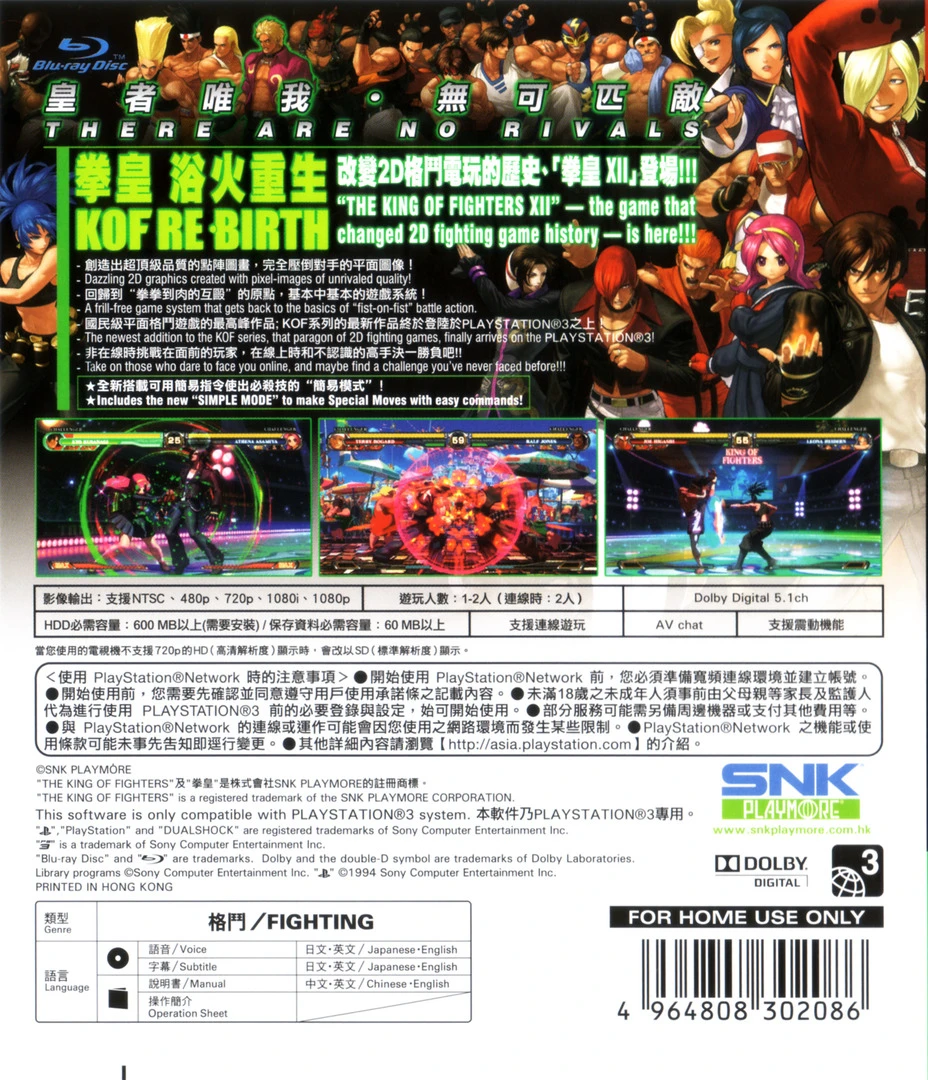 Blu-ray Disc™
皇者唯我・無可匹敵
THERE ARE NO RIVALS
拳皇 浴火重生
KOF RE・BIRTH
改變2D格鬥電玩的歷史、「拳皇 XII」登場!!!
“THE KING OF FIGHTERS XII” — the game that
changed 2D fighting game history — is here!!!
- 創造出超頂級品質的點陣圖畫，完全壓倒對手的平面圖像！
- Dazzling 2D graphics created with pixel-images of unrivaled quality!
- 回歸到“拳拳到肉的互毆”的原點，基本中基本的遊戲系統！
- A frill-free game system that gets back to the basics of “fist-on-fist” battle action.
- 國民級平面格鬥遊戲的最高峰作品; KOF系列的最新作品終於登陸於PLAYSTATION®3之上！
- The newest addition to the KOF series, that paragon of 2D fighting games, finally arrives on the PLAYSTATION®3!
- 非在線時挑戰在面前的玩家，在線上時和不認識的高手決一勝負吧!!
- Take on those who dare to face you online, and maybe find a challenge you've never faced before!!!
★全新搭載可用簡易指令使出必殺技的“簡易模式”！
★Includes the new “SIMPLE MODE” to make Special Moves with easy commands!
CHALLENGER 25 CHALLENGER
ATHENA ASAMIYA
MAX MAX
CHALLENGER 59 CHALLENGER
TERRY BOGARD RALF JONES
CHALLENGER 55 CHALLENGER
JOE HIGASHI LEONA HEIDERN
KING OF FIGHTERS
影像輸出：支援NTSC、480p、720p、1080i、1080p
遊玩人數：1-2人（連線時：2人）
Dolby Digital 5.1ch
HDD必需容量：600 MB以上(需要安裝) / 保存資料必需容量：60 MB以上
支援連線遊玩
AV chat
支援震動機能
當您使用的電視機不支援720p的HD（高清解析度）顯示時，會改以SD（標準解析度）顯示。
＜使用 PlayStation®Network 時的注意事項＞●開始使用 PlayStation®Network 前，您必須準備寬頻連線環境並建立帳號。
●開始使用前，您需要先確認並同意遵守用戶使用承諾條之記載內容。●未滿18歲之未成年人須事前由父母親等家長及監護人
代為進行使用 PLAYSTATION®3 前的必要登錄與設定，始可開始使用。●部分服務可能需另備周邊機器或支付其他費用等。
●與 PlayStation®Network 的連線或運作可能會因您使用之網路環境而發生某些限制。●PlayStation®Network 之機能或使
用條款可能未事先告知即逕行變更。●其他詳細內容請瀏覽【http://asia.playstation.com】的介紹。
©SNK PLAYMORE
"THE KING OF FIGHTERS"及"拳皇"是株式會社SNK PLAYMORE的註冊商標。
"THE KING OF FIGHTERS" is a registered trademark of the SNK PLAYMORE CORPORATION.
This software is only compatible with PLAYSTATION®3 system. 本軟件乃PLAYSTATION®3專用。
"PS","PlayStation" and "DUALSHOCK" are registered trademarks of Sony Computer Entertainment Inc.
" " is a trademark of Sony Computer Entertainment Inc.
"Blu-ray Disc" and " " are trademarks. Dolby and the double-D symbol are trademarks of Dolby Laboratories.
Library programs ©Sony Computer Entertainment Inc. "PS" ©1994 Sony Computer Entertainment Inc.
PRINTED IN HONG KONG
SNK
PLAYMORE®
www.snkplaymore.com.hk
DOLBY
DIGITAL
3
類型
Genre
格鬥/FIGHTING
語言
Language
語音/Voice 日文・英文 / Japanese・English
字幕/Subtitle 日文・英文 / Japanese・English
說明書/Manual 中文・英文 / Chinese・English
操作簡介
Operation Sheet
FOR HOME USE ONLY
4 964808 302086